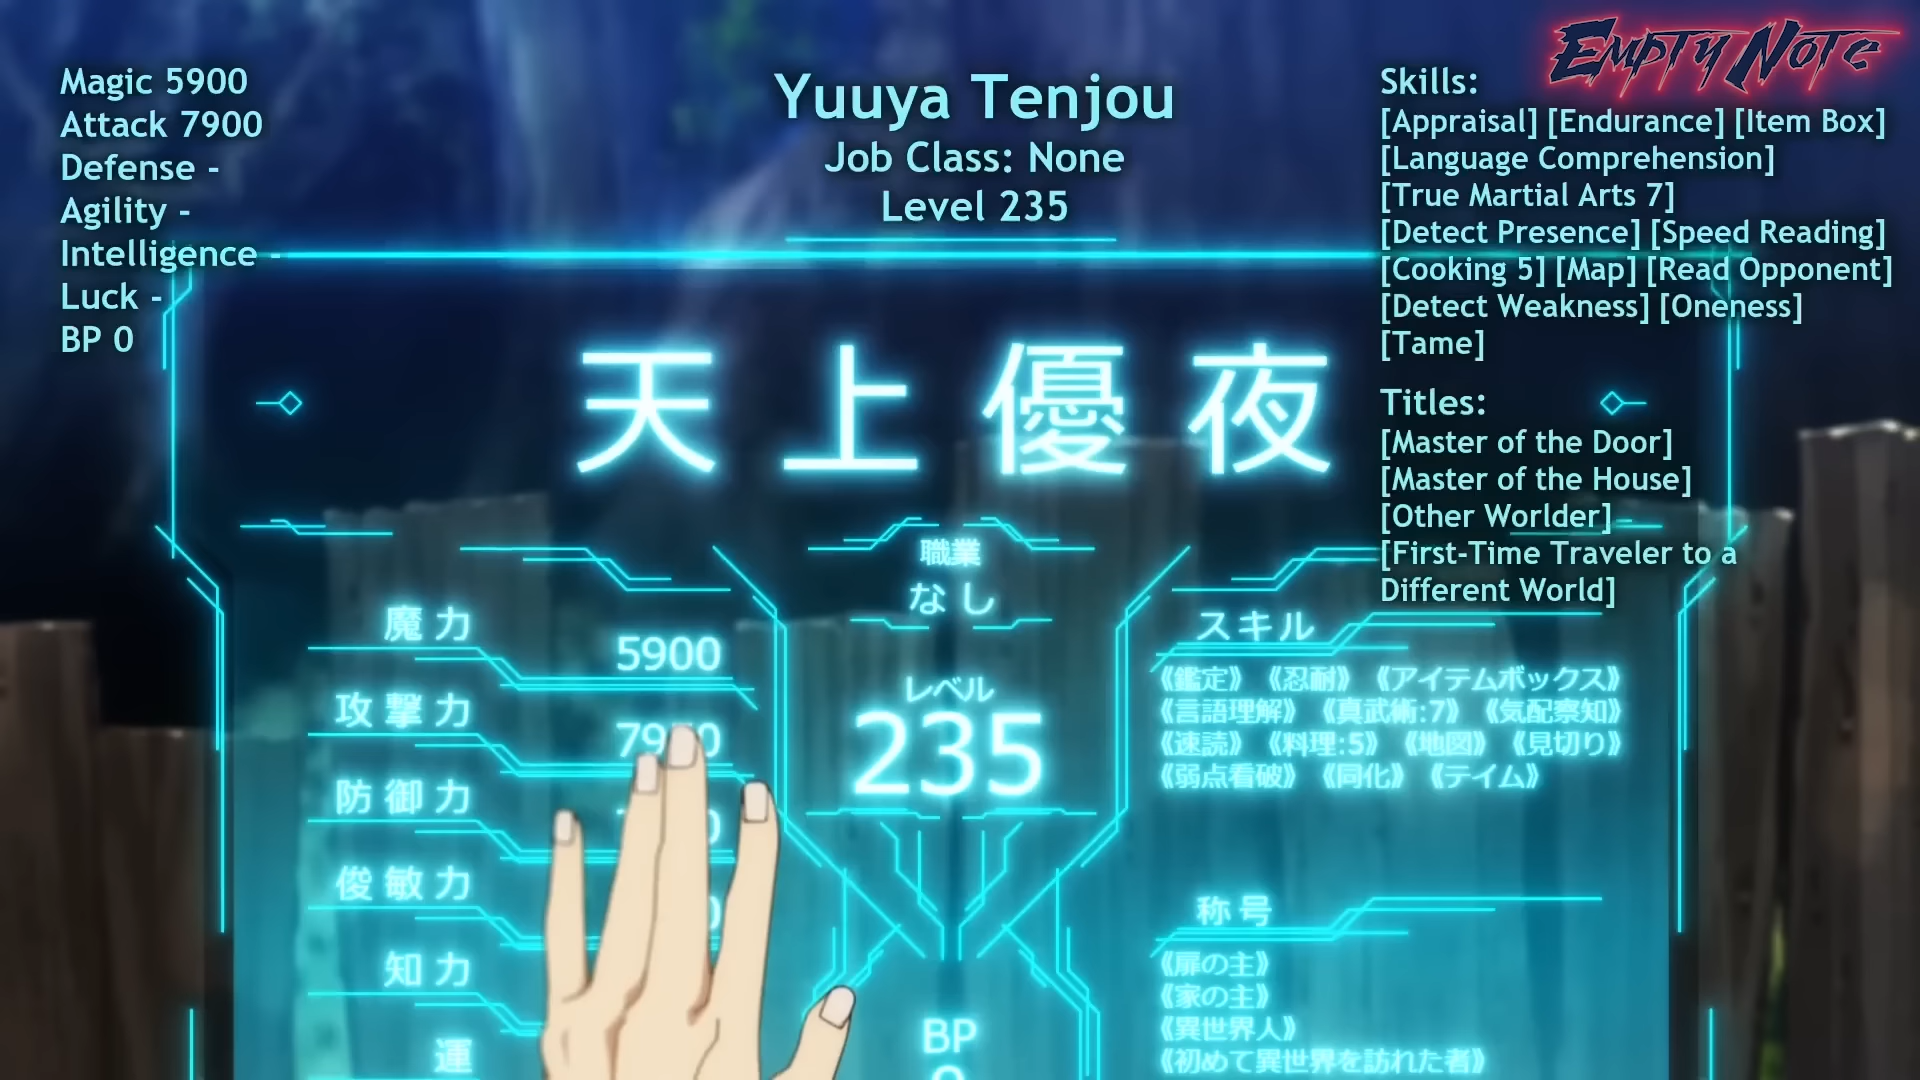 Magic 5900
Attack 7900
Defense -
Agility -
Intelligence -
Luck -
BP 0
Yuuya Tenjou
Job Class: None
Level 235
EMPTY NOTE
Skills:
[Appraisal] [Endurance] [Item Box]
[Language Comprehension]
[True Martial Arts 7]
[Detect Presence] [Speed Reading]
[Cooking 5] [Map] [Read Opponent]
[Detect Weakness] [Oneness]
[Tame]
Titles:
[Master of the Door]
[Master of the House]
[Other Worlder]
[First-Time Traveler to a
Different World]
天上優夜
魔力
5900
攻撃力
防御力
俊敏力
知力
運
職業
なし
レベル
235
BP
スキル
《鑑定》《忍耐》《アイテムボックス》
《言語理解》《真武術:7》《気配察知》
《速読》《料理:5》《地図》《見切り》
《弱点看破》《同化》《テイム》
称号
《扉の主》
《家の主》
《異世界人》
《初めて異世界を訪れた者》